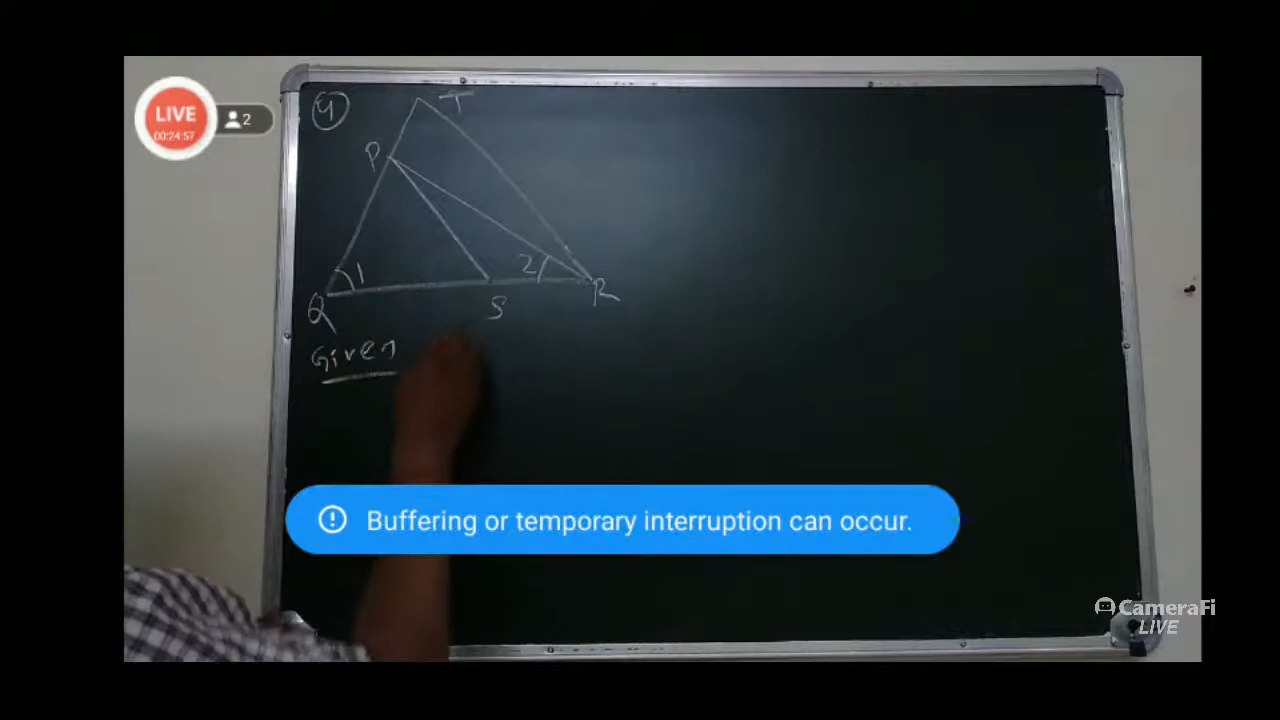 LIVE
00:24:57
2
4
T
P
1
2
Q
S
R
Given
Buffering or temporary interruption can occur.
CameraFi
LIVE